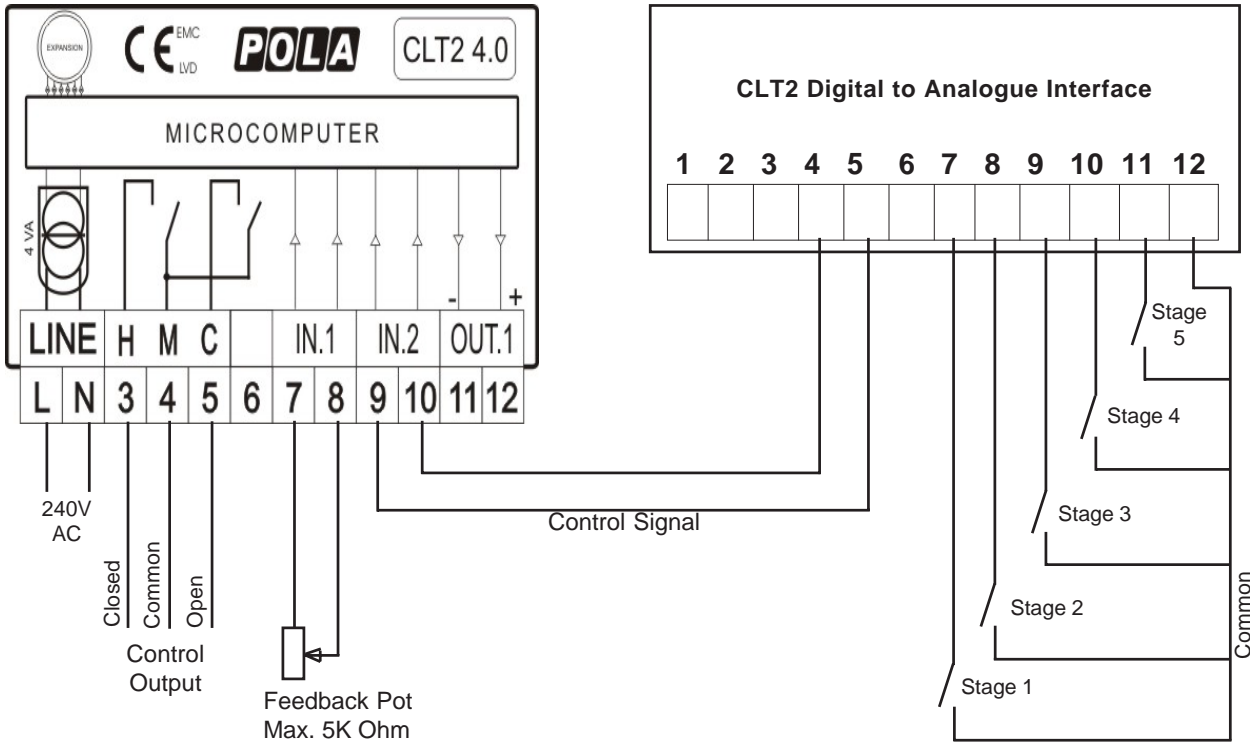 EXPANSION
CE EMC
LVD
POLA
CLT2 4.0
MICROCOMPUTER
4 VA
- +
LINE H M C IN.1 IN.2 OUT.1
L N 3 4 5 6 7 8 9 10 11 12
240V
AC
Closed
Common
Open
Control
Output
Feedback Pot
Max. 5K Ohm
Control Signal
CLT2 Digital to Analogue Interface
1 2 3 4 5 6 7 8 9 10 11 12
Stage
5
Stage 4
Stage 3
Stage 2
Stage 1
Common